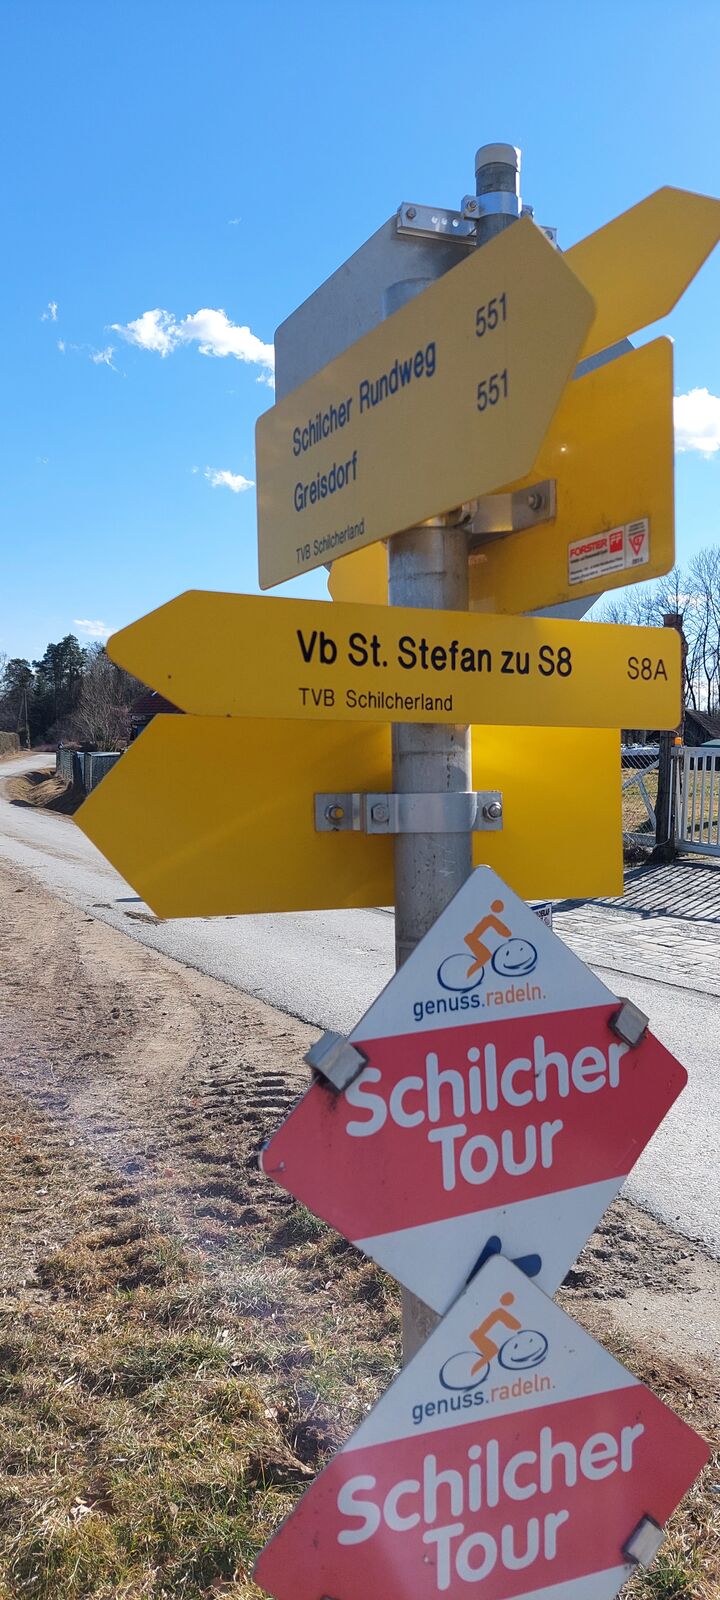 Schilcher Rundweg 551
Greisdorf 551
TVB Schilcherland
FORSTER
Vb St. Stefan zu S8 S8A
TVB Schilcherland
genuss.radeln.
Schilcher
Tour
genuss.radeln.
Schilcher
Tour